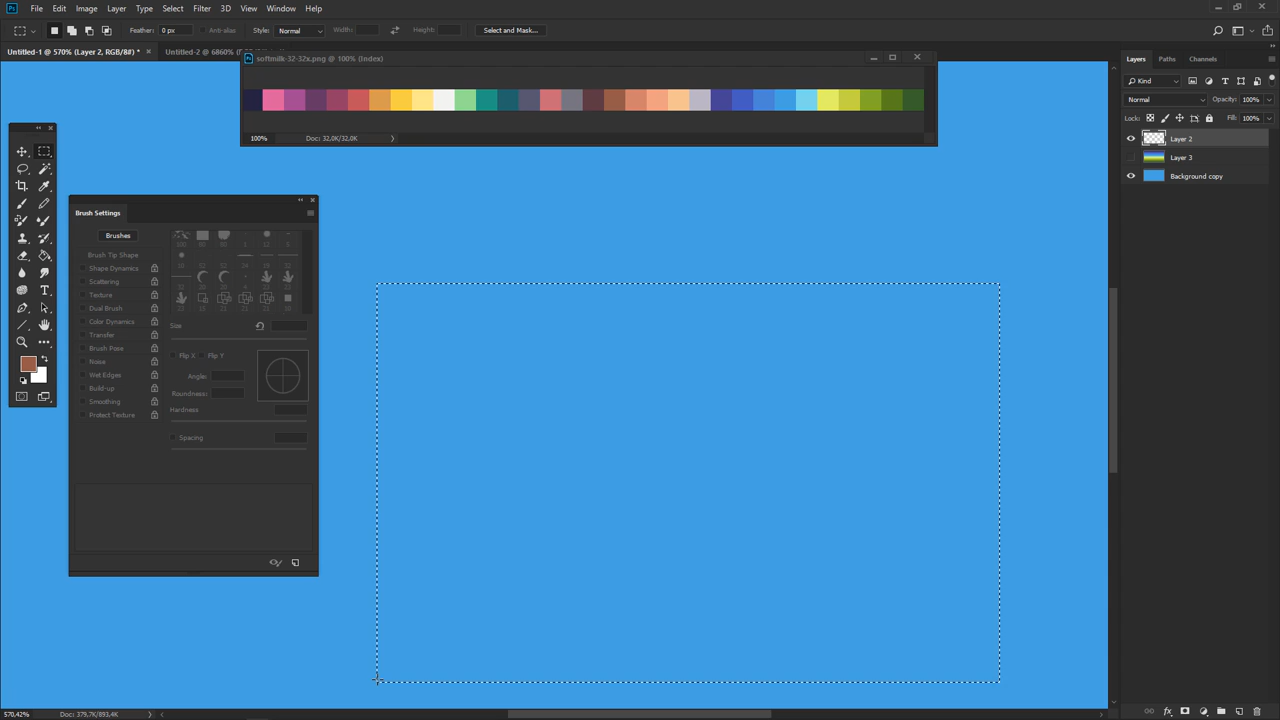 Ps File Edit Image Layer Type Select Filter 3D View Window Help
Feather: 0 px Anti-alias Style: Normal Width: Height: Select and Mask...
Untitled-1 @ 570% (Layer 2, RGB/8#) * × Untitled-2 @ 6860%
softmilk-32-32x.png @ 100% (Index)
100% Doc: 32,0K/32,0K
Layers Paths Channels
Kind
Normal Opacity: 100%
Lock: Fill: 100%
Layer 2
Layer 3
Background copy
Brush Settings
Brushes
Brush Tip Shape
Shape Dynamics
Scattering
Texture
Dual Brush
Color Dynamics
Transfer
Brush Pose
Noise
Wet Edges
Build-up
Smoothing
Protect Texture
Size
Flip X Flip Y
Angle:
Roundness:
Hardness
Spacing
570,42% Doc: 379,7K/893,4K